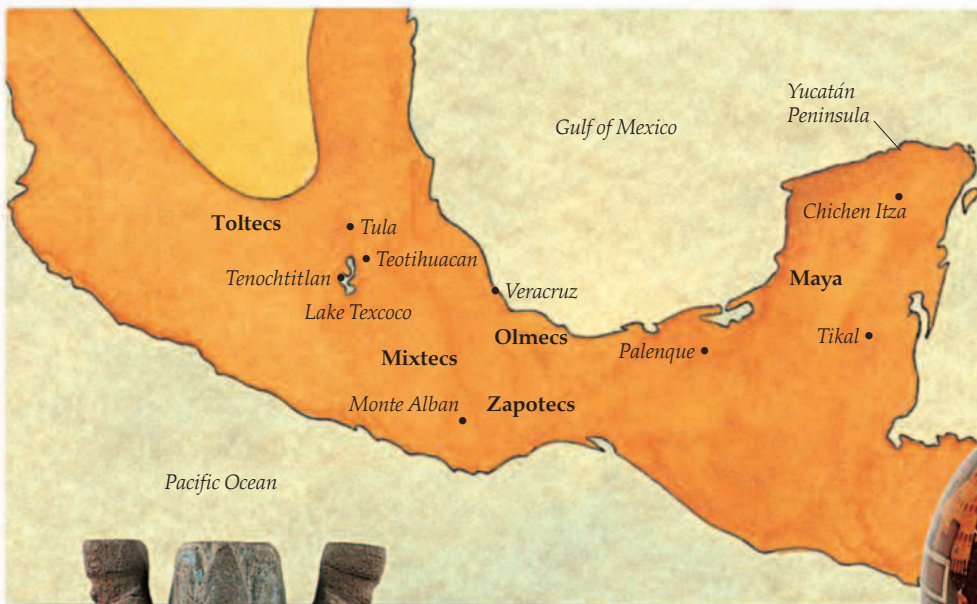 Yucatán
Peninsula
Gulf of Mexico
Chichen Itza
Toltecs
Tula
Teotihuacan
Tenochtitlan
Maya
Veracruz
Lake Texcoco
Olmecs
Tikal
Palenque
Mixtecs
Monte Alban
Zapotecs
Pacific Ocean